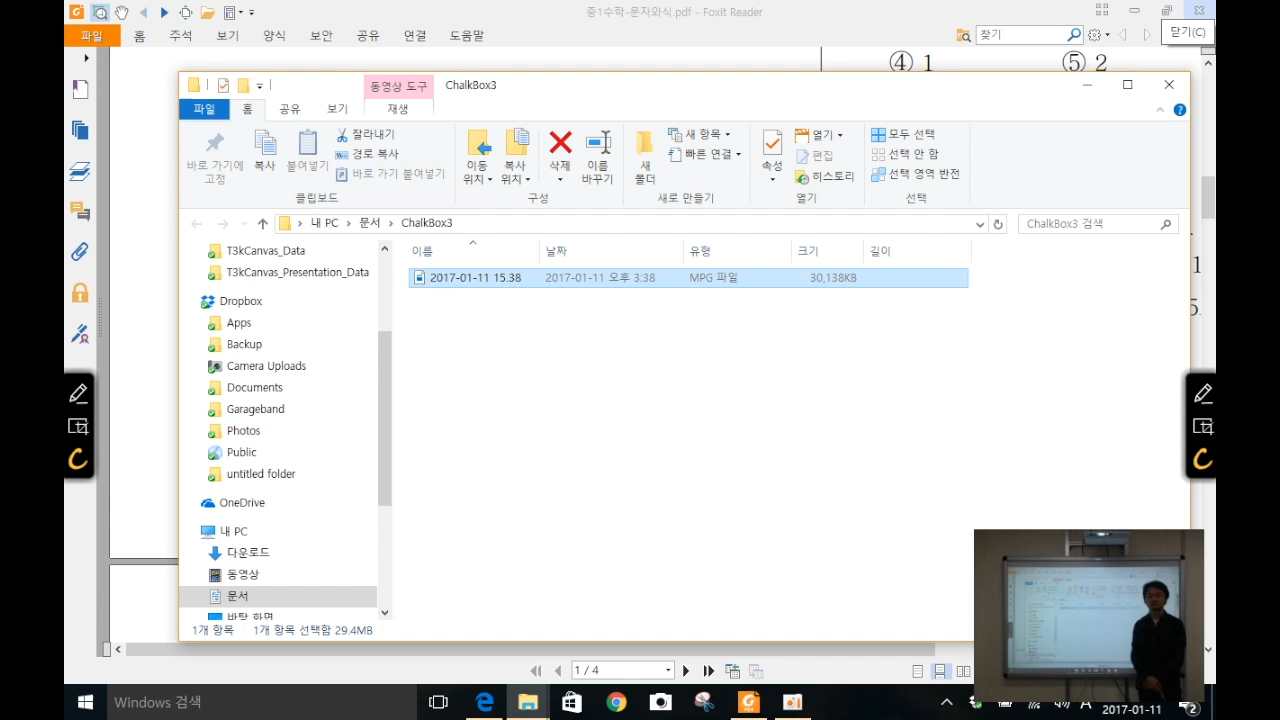 중1수학-문자와식.pdf - Foxit Reader
파일 홈 주석 보기 양식 보안 공유 연결 도움말 찾기
닫기(C)
④ 1 ⑤ 2
동영상 도구 ChalkBox3
파일 홈 공유 보기 재생
바로 가기에 고정
복사
붙여넣기
잘라내기
경로 복사
바로 가기 붙여넣기
클립보드
이동 위치
복사 위치
삭제
이름 바꾸기
구성
새 폴더
새 항목
빠른 연결
새로 만들기
속성
열기
편집
히스토리
열기
모두 선택
선택 안 함
선택 영역 반전
선택
내 PC 문서 ChalkBox3 ChalkBox3 검색
T3kCanvas_Data
T3kCanvas_Presentation_Data
Dropbox
Apps
Backup
Camera Uploads
Documents
Garageband
Photos
Public
untitled folder
OneDrive
내 PC
다운로드
동영상
문서
바탕 화면
이름 날짜 유형 크기 길이
2017-01-11 15.38 2017-01-11 오후 3:38 MPG 파일 30,138KB
1
5.
1개 항목 1개 항목 선택함 29.4MB
1 / 4
Windows 검색
A
2017-01-11
2